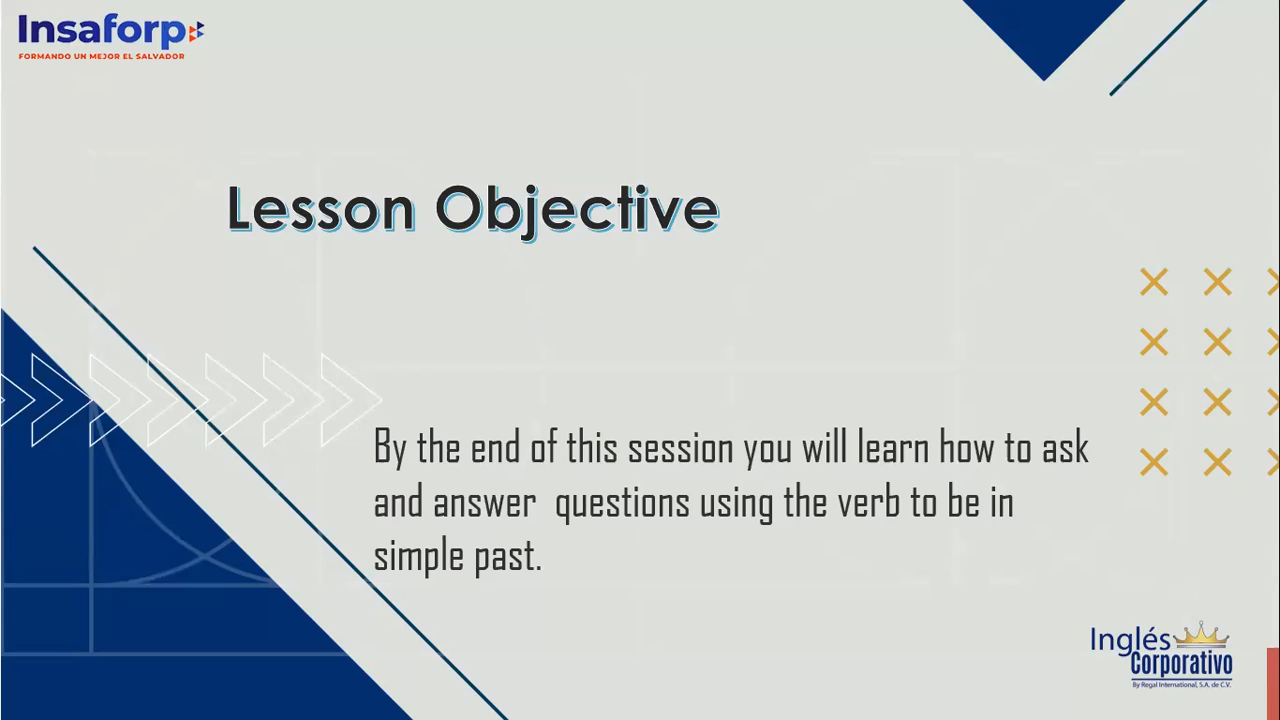 Insaforp
FORMANDO UN MEJOR EL SALVADOR
Lesson Objective
By the end of this session you will learn how to ask
and answer questions using the verb to be in
simple past.
Inglés
Corporativo
By Regal International, S.A. de C.V.